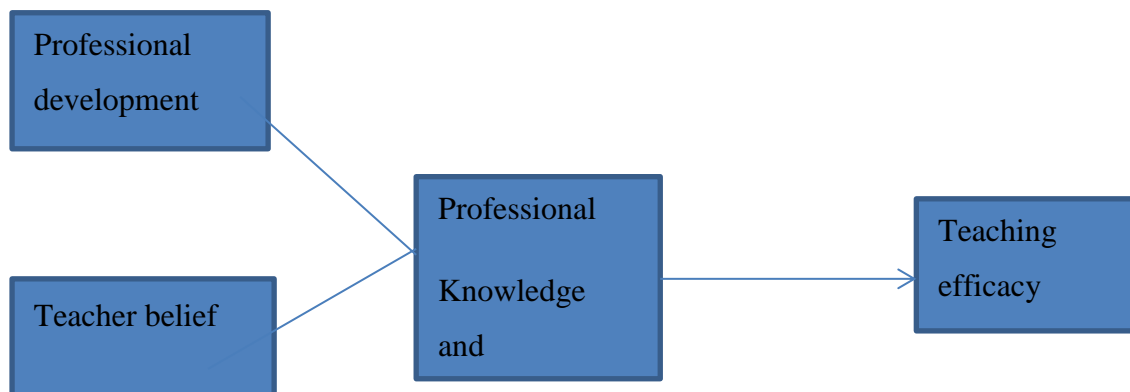 Professional
development
Teacher belief
Professional
Knowledge
and
Teaching
efficacy